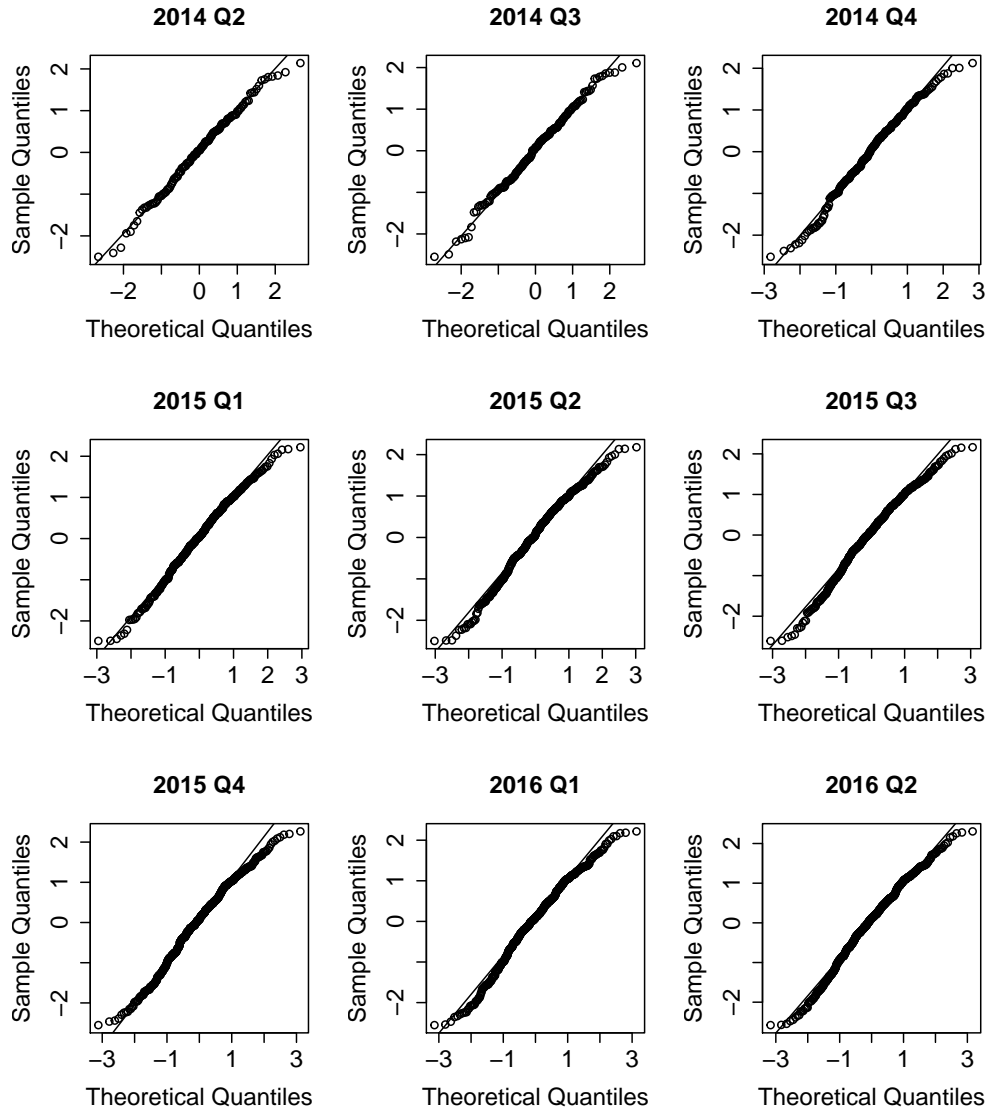 2014 Q2
2014 Q3
2014 Q4
Sample Quantiles
−2 0 1 2
−2 0 1 2
Theoretical Quantiles
Sample Quantiles
−2 0 1 2
−2 0 1 2
Theoretical Quantiles
Sample Quantiles
−2 0 1 2
−3 −1 1 2 3
Theoretical Quantiles
2015 Q1
2015 Q2
2015 Q3
Sample Quantiles
−2 0 1 2
−3 −1 1 2 3
Theoretical Quantiles
Sample Quantiles
−2 0 1 2
−3 −1 1 2 3
Theoretical Quantiles
Sample Quantiles
−2 0 1 2
−3 −1 1 3
Theoretical Quantiles
2015 Q4
2016 Q1
2016 Q2
Sample Quantiles
−2 0 1 2
−3 −1 1 3
Theoretical Quantiles
Sample Quantiles
−2 0 1 2
−3 −1 1 3
Theoretical Quantiles
Sample Quantiles
−2 0 1 2
−3 −1 1 3
Theoretical Quantiles